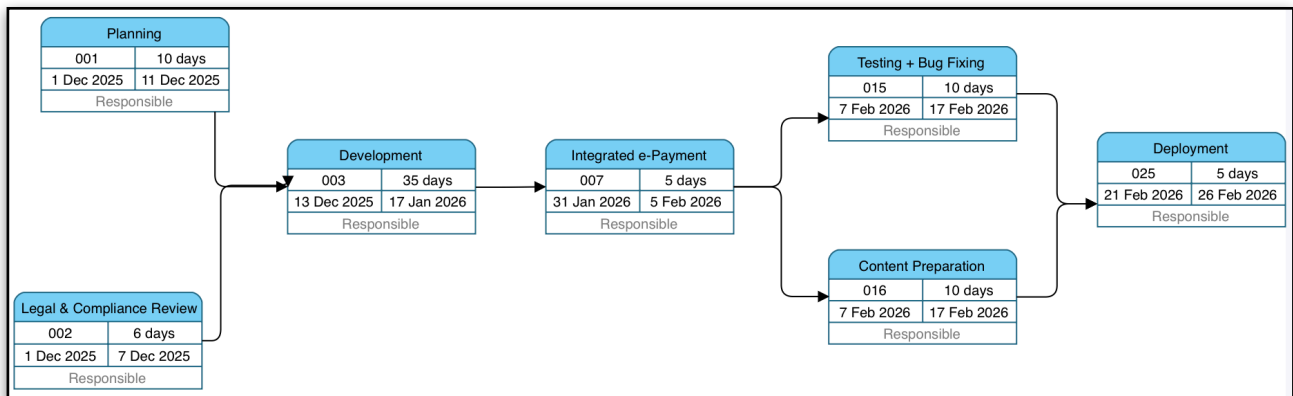 Planning
001 10 days
1 Dec 2025 11 Dec 2025
Responsible
Legal & Compliance Review
002 6 days
1 Dec 2025 7 Dec 2025
Responsible
Development
003 35 days
13 Dec 2025 17 Jan 2026
Responsible
Integrated e-Payment
007 5 days
31 Jan 2026 5 Feb 2026
Responsible
Testing + Bug Fixing
015 10 days
7 Feb 2026 17 Feb 2026
Responsible
Content Preparation
016 10 days
7 Feb 2026 17 Feb 2026
Responsible
Deployment
025 5 days
21 Feb 2026 26 Feb 2026
Responsible